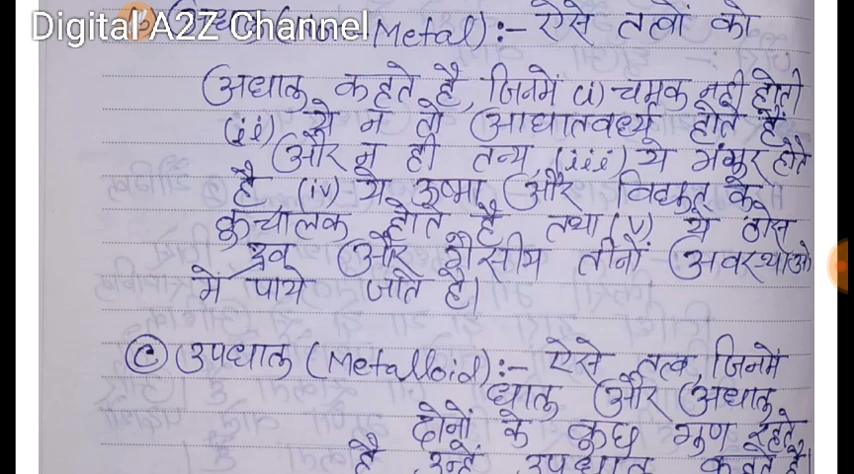 Digital A2Z Channel
(non-Metal) :- ऐसे तत्वों को
अधातु कहते है, जिनमें (i) चमक नही होती
(ii) ये न तो आघातवर्ध्य होते हैं
और न ही तन्य, (iii) ये भंगूर होते
है (iv) ये ऊष्मा और विद्युत के
कुचालक होते है तथा (v) ये ठोस
द्रव और गैसीय तीनों अवस्थाओ
मे पाये जाते है।
(c) उपधातु (Metalloid) :- ऐसे तत्व जिनमे
धातु और अधातु
दोनों के कुछ गुण रहते
है उन्हें उपधातु कहते है।